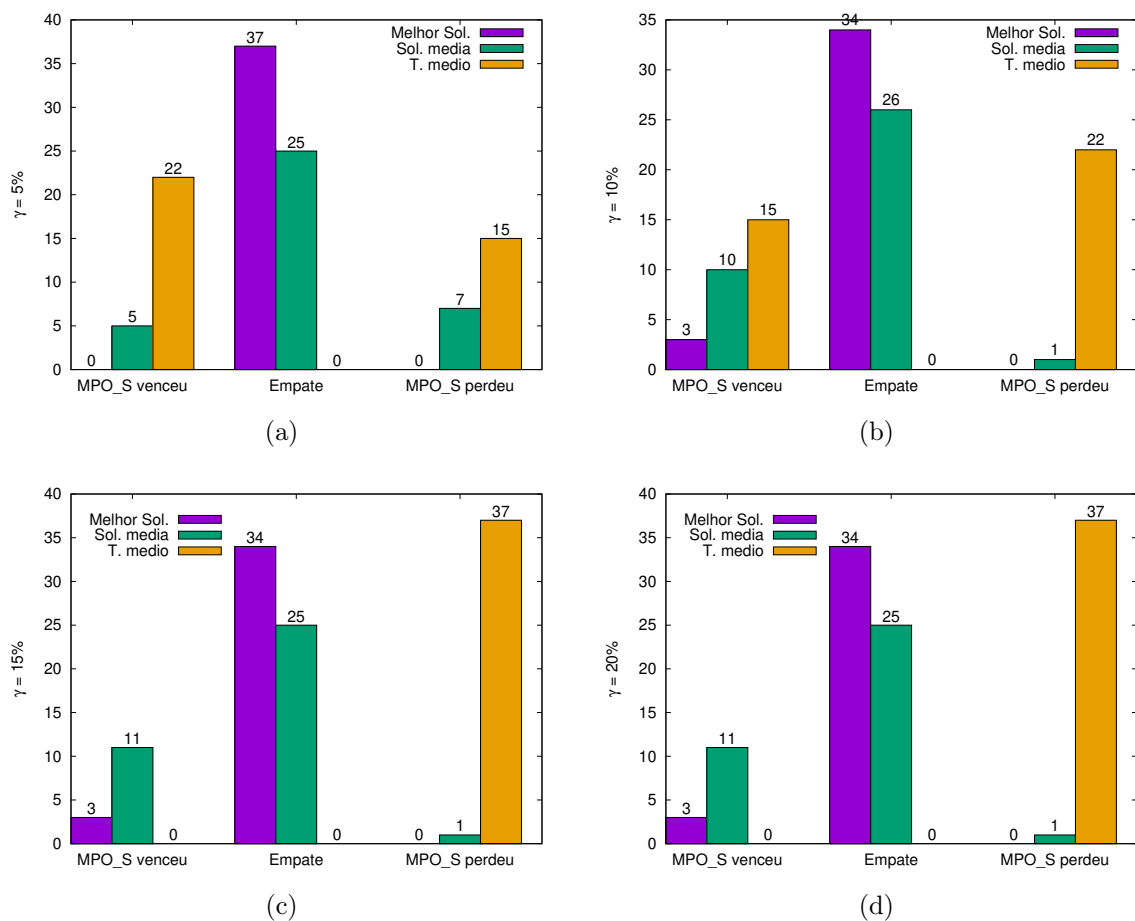 40
35
30
25
20
15
10
5
0
γ = 5%
Melhor Sol.
Sol. media
T. medio
0 5 22
37 25 0
0 7 15
MPO_S venceu Empate MPO_S perdeu
(a)
35
30
25
20
15
10
5
0
γ = 10%
Melhor Sol.
Sol. media
T. medio
3 10 15
34 26 0
0 1 22
MPO_S venceu Empate MPO_S perdeu
(b)
40
35
30
25
20
15
10
5
0
γ = 15%
Melhor Sol.
Sol. media
T. medio
3 11 0
34 25 0
0 1 37
MPO_S venceu Empate MPO_S perdeu
(c)
40
35
30
25
20
15
10
5
0
γ = 20%
Melhor Sol.
Sol. media
T. medio
3 11 0
34 25 0
0 1 37
MPO_S venceu Empate MPO_S perdeu
(d)